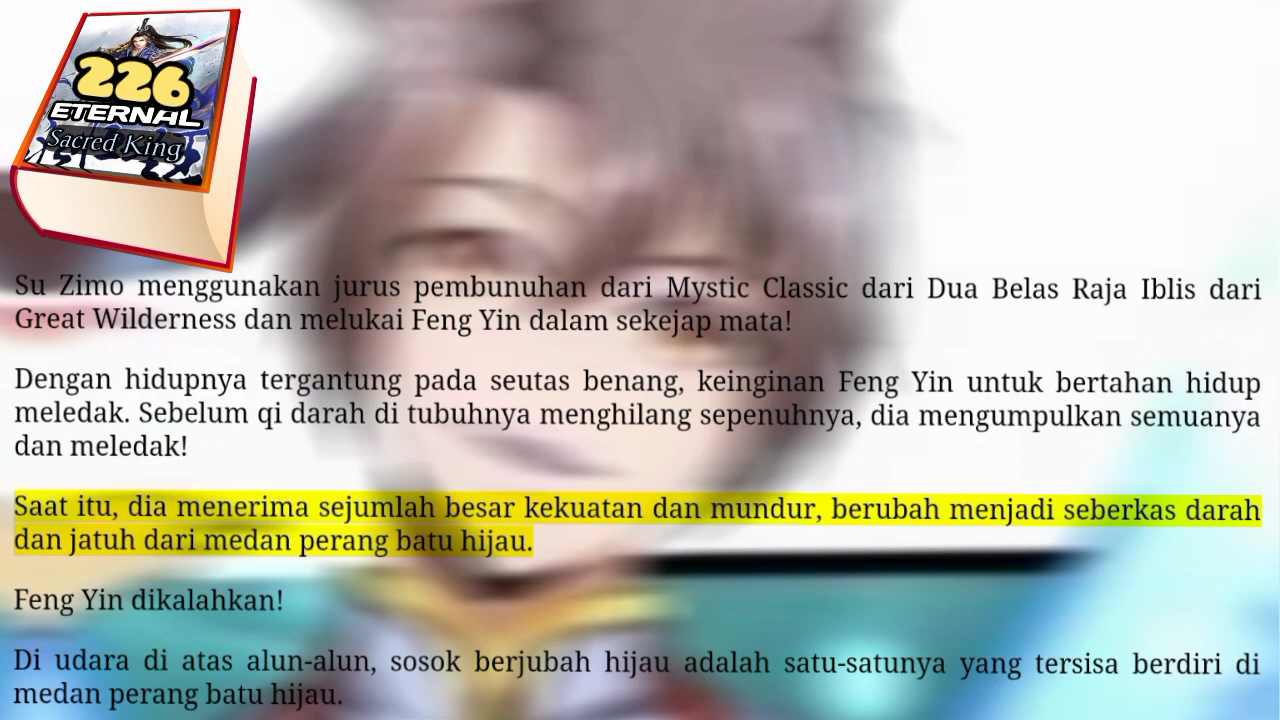 226
ETERNAL
Sacred King
Su Zimo menggunakan jurus pembunuhan dari Mystic Classic dari Dua Belas Raja Iblis dari
Great Wilderness dan melukai Feng Yin dalam sekejap mata!
Dengan hidupnya tergantung pada seutas benang, keinginan Feng Yin untuk bertahan hidup
meledak. Sebelum qi darah di tubuhnya menghilang sepenuhnya, dia mengumpulkan semuanya
dan meledak!
Saat itu, dia menerima sejumlah besar kekuatan dan mundur, berubah menjadi seberkas darah
dan jatuh dari medan perang batu hijau.
Feng Yin dikalahkan!
Di udara di atas alun-alun, sosok berjubah hijau adalah satu-satunya yang tersisa berdiri di
medan perang batu hijau.